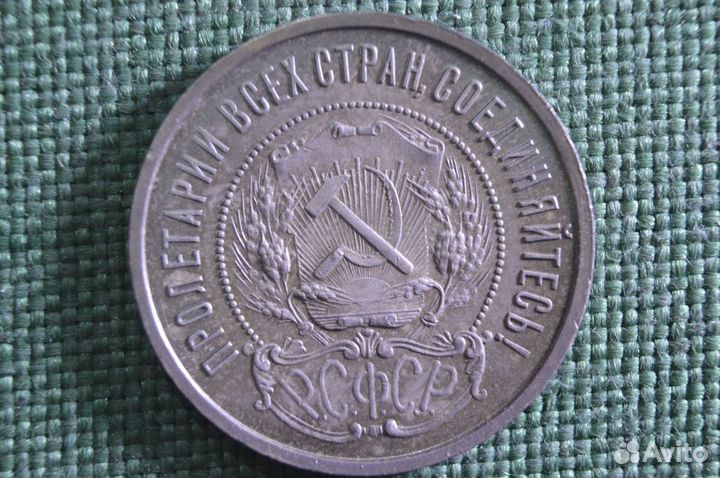 ПРОЛЕТАРИИ ВСЕХ СТРАН, СОЕДИНЯЙТЕСЬ!
Р.С.Ф.С.Р.
Avito